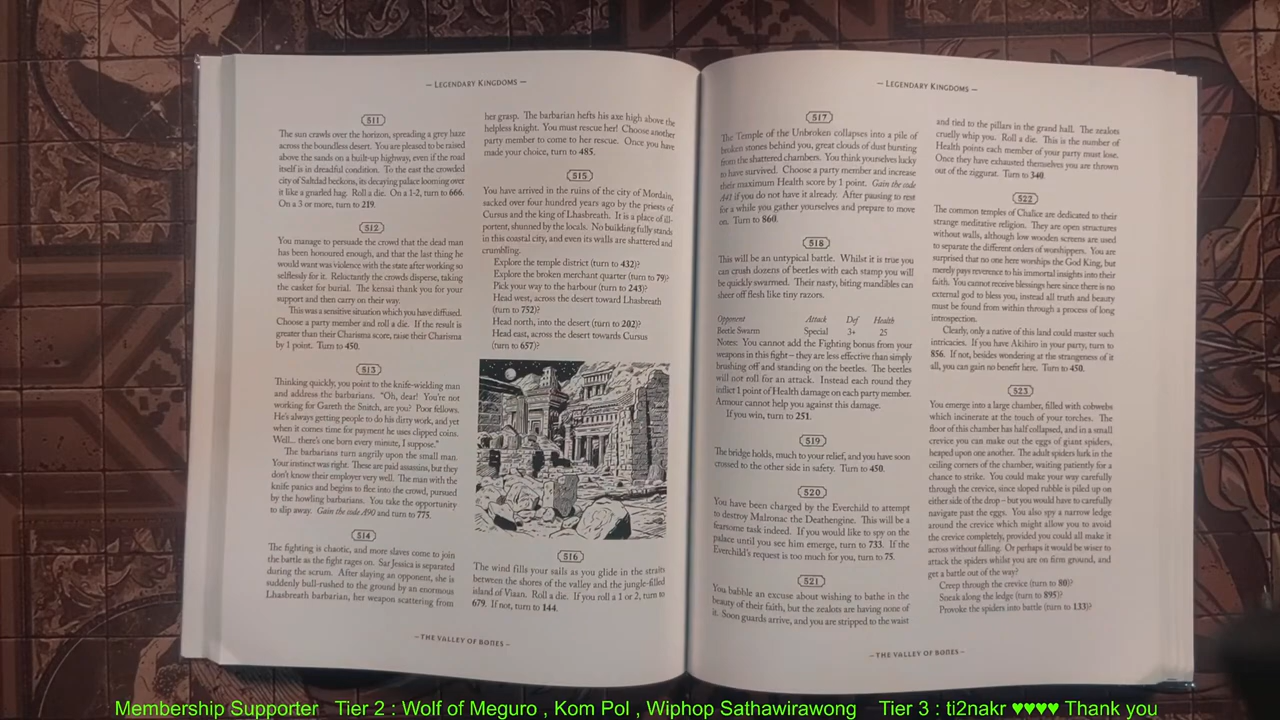 — LEGENDARY KINGDOMS —
511
The sun crawls over the horizon, spreading a grey haze
across the boundless desert. You are pleased to be raised
above the sands on a built-up highway, even if the road
itself is in dreadful condition. To the east the crowded
city of Saltdad beckons, its decaying palace looming over
it like a gnarled hag. Roll a die. On a 1-2, turn to 666.
On a 3 or more, turn to 219.
512
You manage to persuade the crowd that the dead man
has been honoured enough, and that the last thing he
would want was violence with the state after working so
selflessly for it. Reluctantly the crowds disperse, taking
the casket for burial. The kensai thank you for your
support and then carry on their way.
This was a sensitive situation which you have diffused.
Choose a party member and roll a die. If the result is
greater than their Charisma score, raise their Charisma
by 1 point. Turn to 450.
513
Thinking quickly, you point to the knife-wielding man
and address the barbarians. "Oh, dear! You're not
working for Gareth the Snitch, are you? Poor fellows.
He's always getting people to do his dirty work, and yet
when it comes time for payment he uses clipped coins.
Well... there's one born every minute, I suppose."
The barbarians turn angrily upon the small man.
Your instinct was right. These are paid assassins, but they
don't know their employer very well. The man with the
knife panics and begins to flee into the crowd, pursued
by the howling barbarians. You take the opportunity
to slip away. Gain the code A90 and turn to 775.
514
The fighting is chaotic, and more slaves come to join
the battle as the fight rages on. Sar Jessica is separated
during the scrum. After slaying an opponent, she is
suddenly bull-rushed to the ground by an enormous
Lhasbreath barbarian, her weapon scattering from
her grasp. The barbarian hefts his axe high above the
helpless knight. You must rescue her! Choose another
party member to come to her rescue. Once you have
made your choice, turn to 485.
515
You have arrived in the ruins of the city of Mordain,
sacked over four hundred years ago by the priests of
Cursus and the king of Lhasbreath. It is a place of ill-
portent, shunned by the locals. No building fully stands
in this coastal city, and even its walls are shattered and
crumbling.
Explore the temple district (turn to 432)?
Explore the broken merchant quarter (turn to 79)?
Pick your way to the harbour (turn to 243)?
Head west, across the desert toward Lhasbreath
(turn to 752)?
Head north, into the desert (turn to 202)?
Head east, across the desert towards Cursus
(turn to 657)?
516
The wind fills your sails as you glide in the straits
between the shores of the valley and the jungle-filled
island of Viaan. Roll a die. If you roll a 1 or 2, turn to
679. If not, turn to 144.
— THE VALLEY OF BONES —
— LEGENDARY KINGDOMS —
517
The Temple of the Unbroken collapses into a pile of
broken stones behind you, great clouds of dust bursting
from the shattered chambers. You think yourselves lucky
to have survived. Choose a party member and increase
their maximum Health score by 1 point. Gain the code
A41 if you do not have it already. After pausing to rest
for a while you gather yourselves and prepare to move
on. Turn to 860.
518
This will be an untypical battle. Whilst it is true you
can crush dozens of beetles with each stamp you will
be quickly swarmed. Their nasty, biting mandibles can
sheer off flesh like tiny razors.
Opponent Attack Def Health
Beetle Swarm Special 3+ 25
Notes: You cannot add the Fighting bonus from your
weapons in this fight – they are less effective than simply
brushing off and standing on the beetles. The beetles
will not roll for an attack. Instead each round they
inflict 1 point of Health damage on each party member.
Armour cannot help you against this damage.
If you win, turn to 251.
519
The bridge holds, much to your relief, and you have soon
crossed to the other side in safety. Turn to 450.
520
You have been charged by the Everchild to attempt
to destroy Malronac the Deathengine. This will be a
fearsome task indeed. If you would like to spy on the
palace until you see him emerge, turn to 733. If the
Everchild's request is too much for you, turn to 75.
521
You babble an excuse about wishing to bathe in the
beauty of their faith, but the zealots are having none of
it. Soon guards arrive, and you are stripped to the waist
and tied to the pillars in the grand hall. The zealots
cruelly whip you. Roll a die. This is the number of
Health points each member of your party must lose.
Once they have exhausted themselves you are thrown
out of the ziggurat. Turn to 340.
522
The common temples of Chalice are dedicated to their
strange meditative religion. They are open structures
without walls, although low wooden screens are used
to separate the different orders of worshippers. You are
surprised that no one here worships the God King, but
merely pays reverence to his immortal insights into their
faith. You cannot receive blessings here since there is no
external god to bless you, instead all truth and beauty
must be found from within through a process of long
introspection.
Clearly, only a native of this land could master such
intricacies. If you have Akihiro in your party, turn to
856. If not, besides wondering at the strangeness of it
all, you can gain no benefit here. Turn to 450.
523
You emerge into a large chamber, filled with cobwebs
which incinerate at the touch of your torches. The
floor of this chamber has half collapsed, and in a small
crevice you can make out the eggs of giant spiders,
heaped upon one another. The adult spiders lurk in the
ceiling corners of the chamber, waiting patiently for a
chance to strike. You could make your way carefully
through the crevice, since sloped rubble is piled up on
either side of the drop – but you would have to carefully
navigate past the eggs. You also spy a narrow ledge
around the crevice which might allow you to avoid
the crevice completely, provided you could all make it
across without falling. Or perhaps it would be wiser to
attack the spiders whilst you are on firm ground, and
get a battle out of the way?
Creep through the crevice (turn to 80)?
Sneak along the ledge (turn to 895)?
Provoke the spiders into battle (turn to 133)?
— THE VALLEY OF BONES —
Membership Supporter Tier 2 : Wolf of Meguro , Kom Pol , Wiphop Sathawirawong Tier 3 : ti2nakr ♥♥♥♥ Thank you